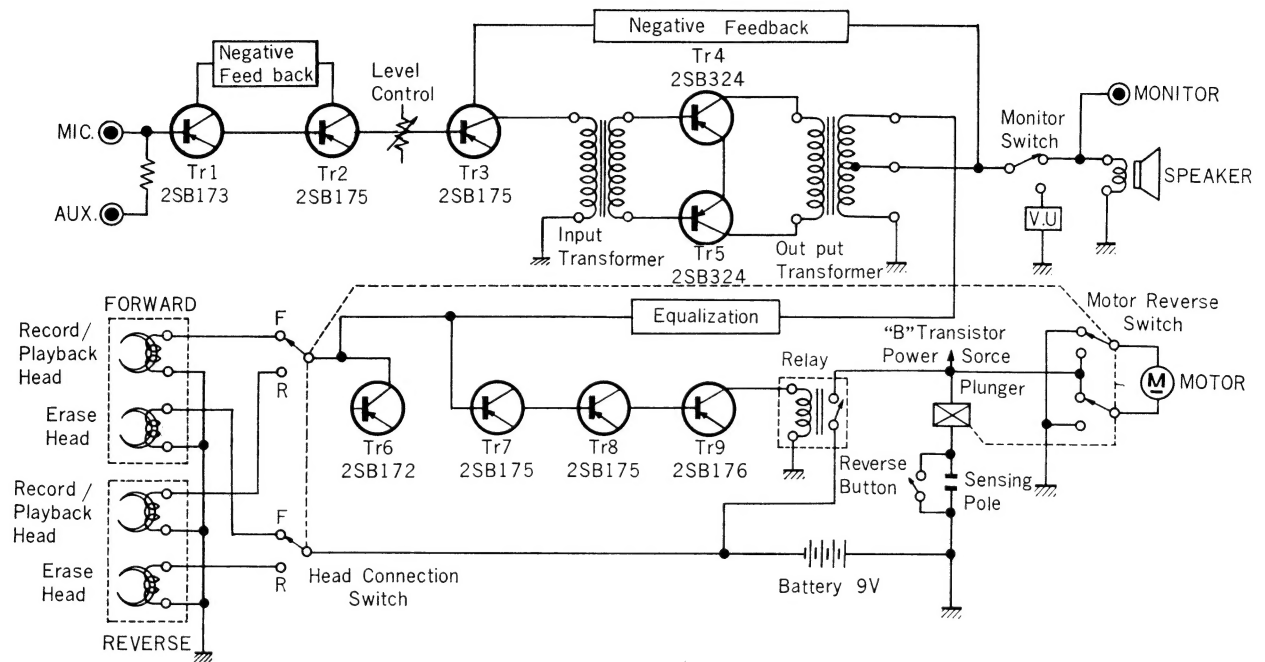 Negative Feedback
Negative
Feed back
Level
Control
Tr4
2SB324
MIC.
AUX.
Tr1
2SB173
Tr2
2SB175
Tr3
2SB175
Input
Transformer
Tr5
2SB324
Out put
Transformer
Monitor
Switch
MONITOR
SPEAKER
V.U
FORWARD
Record/
Playback
Head
Erase
Head
Record/
Playback
Head
Erase
Head
REVERSE
F
R
F
R
Head Connection
Switch
Equalization
Tr6
2SB172
Tr7
2SB175
Tr8
2SB175
Tr9
2SB176
Relay
"B" Transistor
Power Sorce
Plunger
Reverse
Button
Sensing
Pole
Battery 9V
Motor Reverse
Switch
M
MOTOR